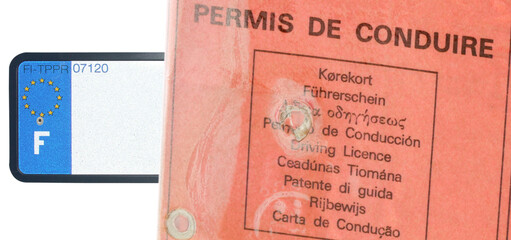 PERMIS DE CONDUIRE
FI-TPPR 07120
F
Kørekort
Führerschein
οδηγήσεως
de Conducción
Driving Licence
Ceadúnas Tiomána
Patente di guida
Rijbewijs
Carta de Condução